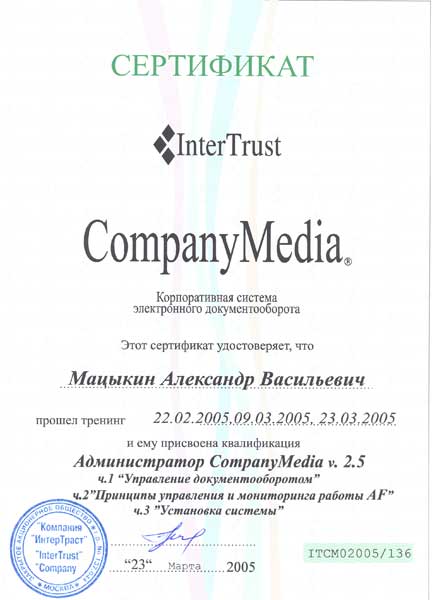 СЕРТИФИКАТ
InterTrust
CompanyMedia®
Корпоративная система
электронного документооборота
Этот сертификат удостоверяет, что
Мацыкин Александр Васильевич
прошел тренинг 22.02.2005,09.03.2005, 23.03.2005
и ему присвоена квалификация
Администратор CompanyMedia v. 2.5
ч.1 "Управление документооборотом"
ч.2"Принципы управления и мониторинга работы AF"
ч.3 "Установка системы"
ЗАКРЫТОЕ АКЦИОНЕРНОЕ ОБЩЕСТВО
"Компания
"ИнтерТраст"
"InterTrust"
"Company
МОСКВА
"23" Марта 2005
ITCM02005/136